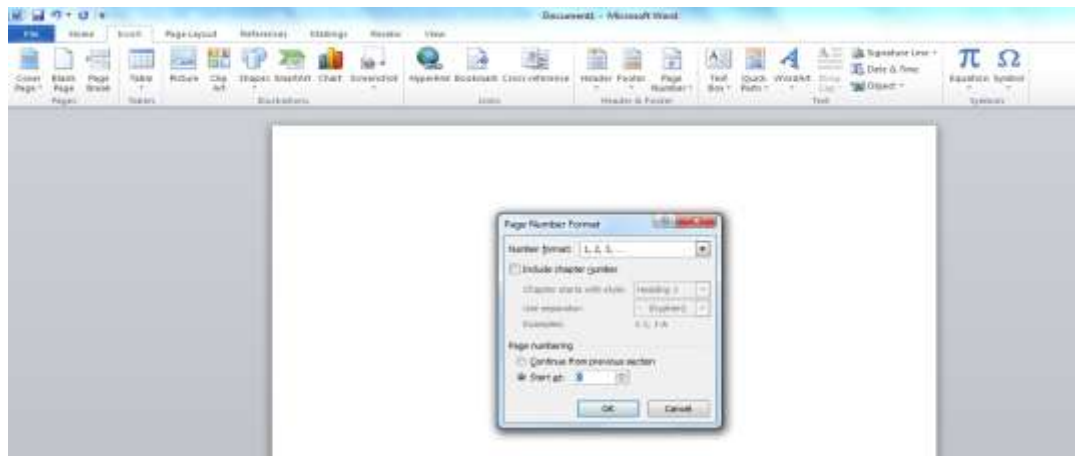 Document1 - Microsoft Word
File Home Insert Page Layout References Mailings Review View
Cover Page Blank Page Page Break Table Picture Clip Art Shapes SmartArt Chart Screenshot Hyperlink Bookmark Cross-reference Header Footer Page Number Text Box Quick Parts WordArt Drop Cap Signature Line Date & Time Object Equation Symbol
Pages Tables Illustrations Links Header & Footer Text Symbols
Page Number Format
Number format: 1, 2, 3, ...
Include chapter number
Chapter starts with style: Heading 1
Use separator: - (hyphen)
Examples: 1-1, 1-A
Page numbering
Continue from previous section
Start at:
OK Cancel